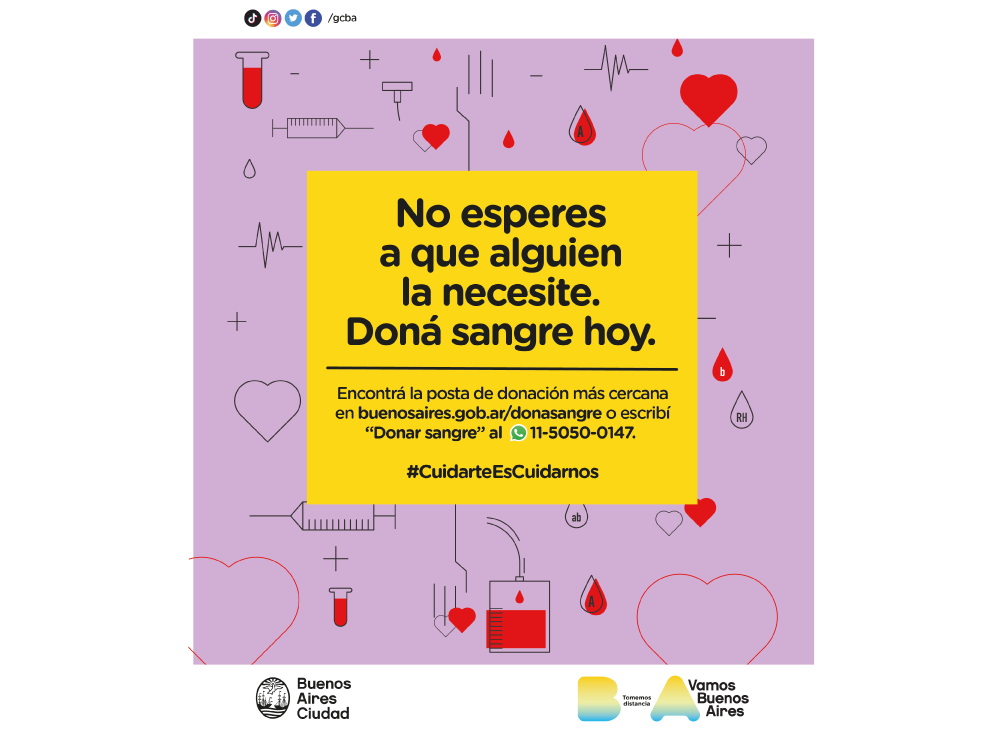 /gcba
A
No esperes
a que alguien
la necesite.
Doná sangre hoy.
b
RH
Encontrá la posta de donación más cercana
en buenosaires.gob.ar/donasangre o escribí
“Donar sangre” al 11-5050-0147.
#CuidarteEsCuidarnos
ab
A
Buenos
Aires
Ciudad
B
Tomemos
distancia
A
Vamos
Buenos
Aires